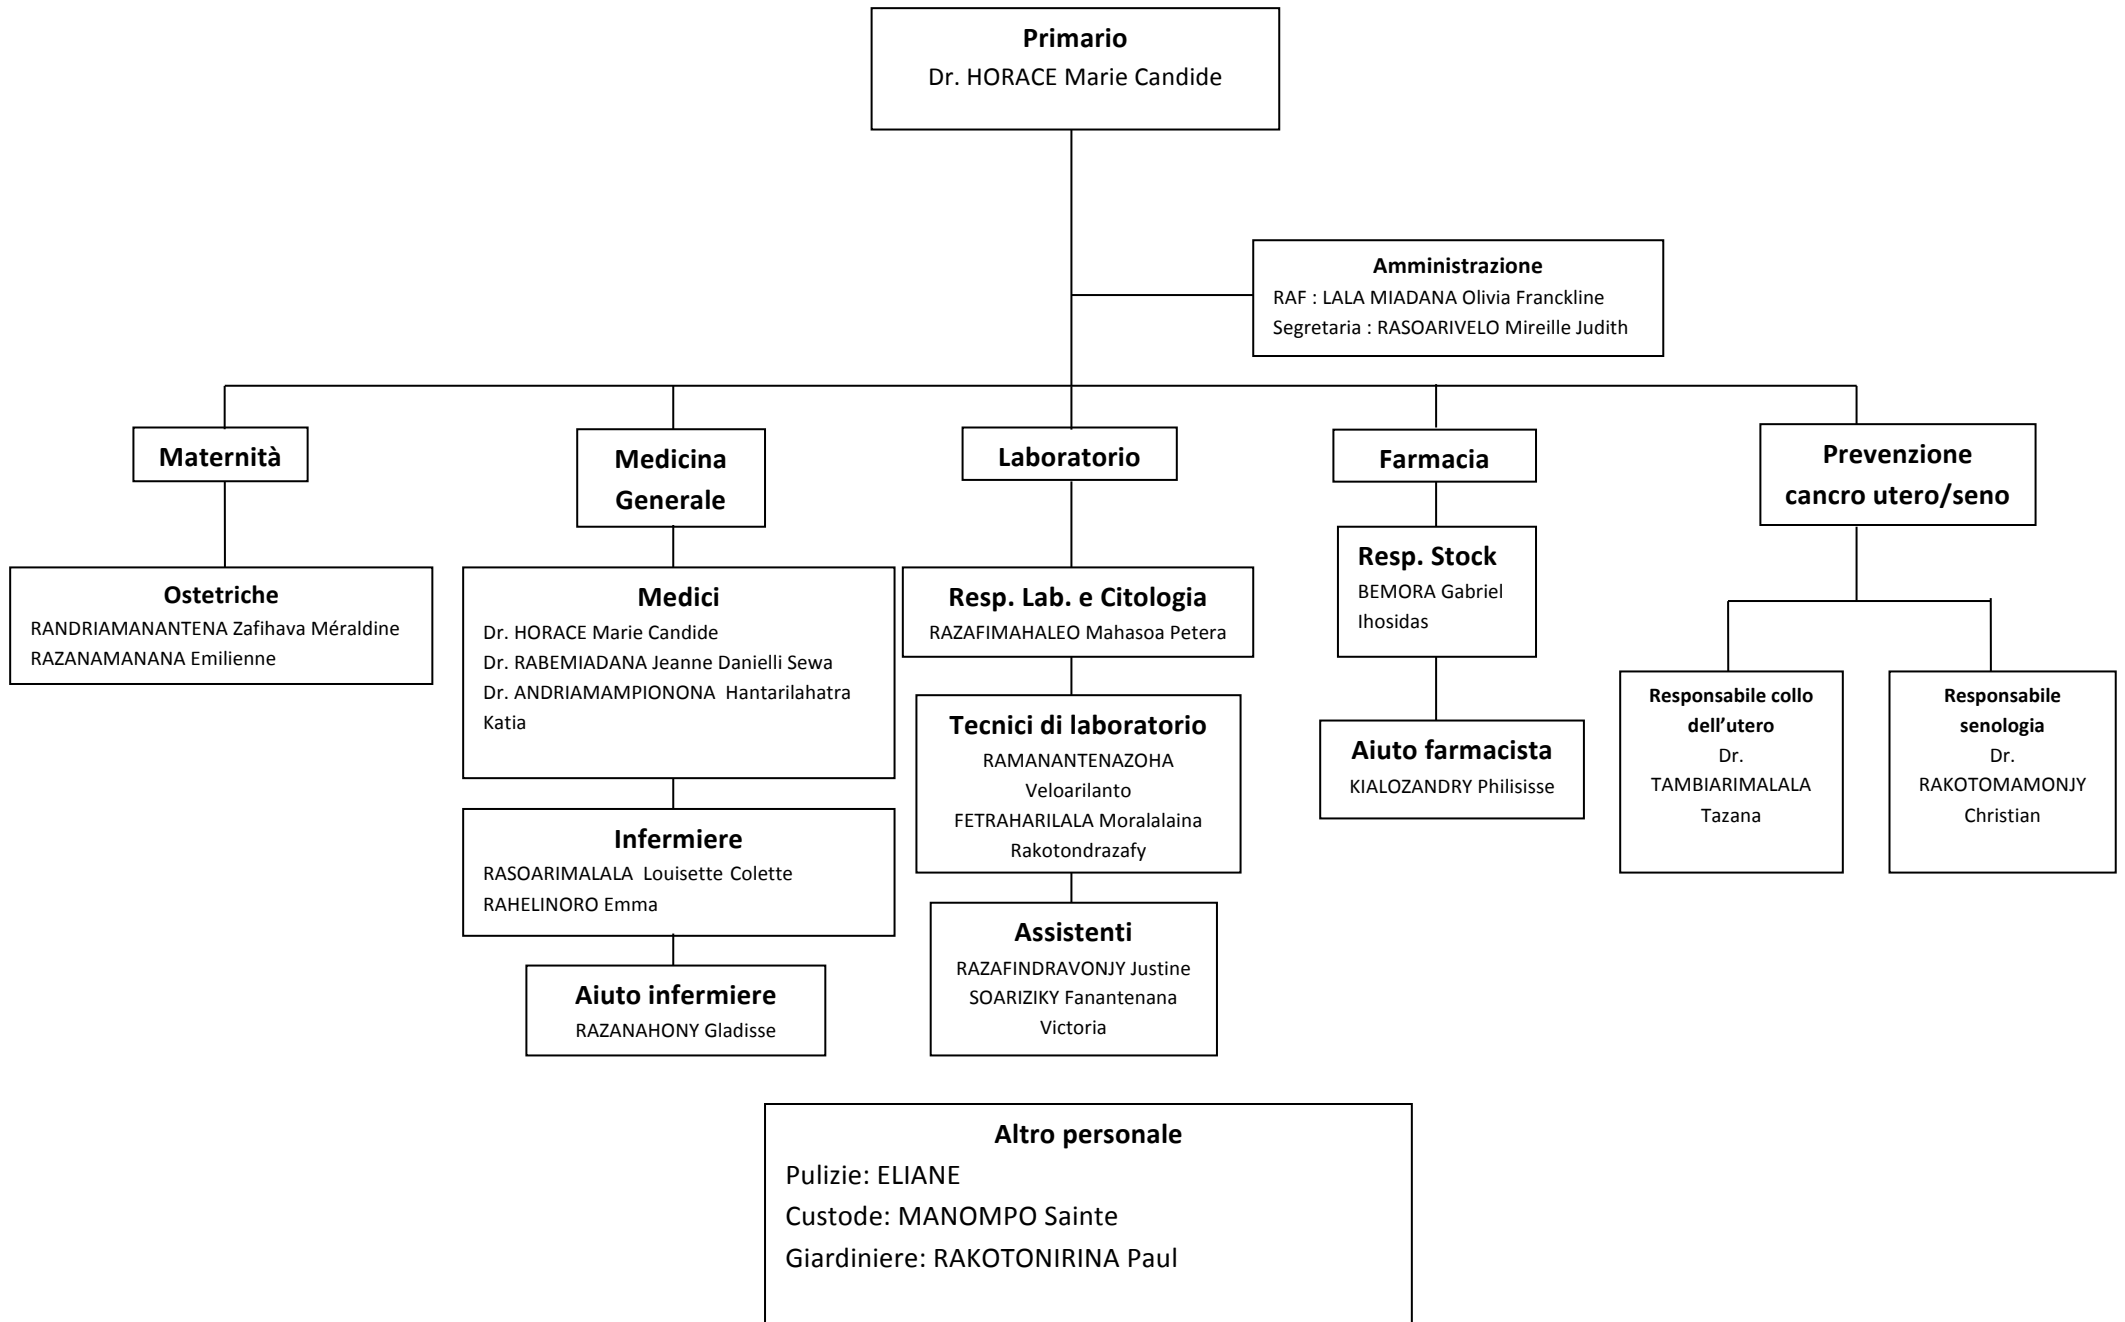 Primario
Dr. HORACE Marie Candide
Amministrazione
RAF : LALA MIADANA Olivia Franckline
Segretaria : RASOARIVELO Mireille Judith
Maternità
Medicina
Generale
Laboratorio
Farmacia
Prevenzione
cancro utero/seno
Ostetriche
RANDRIAMANANTENA Zafihava Méraldine
RAZANAMANANA Emilienne
Medici
Dr. HORACE Marie Candide
Dr. RABEMIADANA Jeanne Danielli Sewa
Dr. ANDRIAMAMPIONONA  Hantarilahatra
Katia
Infermiere
RASOARIMALALA  Louisette Colette
RAHELINORO Emma
Aiuto infermiere
RAZANAHONY Gladisse
Resp. Lab. e Citologia
RAZAFIMAHALEO Mahasoa Petera
Tecnici di laboratorio
RAMANANTENAZOHA
Veloarilanto
FETRAHARILALA Moralalaina
Rakotondrazafy
Assistenti
RAZAFINDRAVONJY Justine
SOARIZIKY Fanantenana
Victoria
Resp. Stock
BEMORA Gabriel
Ihosidas
Aiuto farmacista
KIALOZANDRY Philisisse
Responsabile collo
dell’utero
Dr.
TAMBIARIMALALA
Tazana
Responsabile
senologia
Dr.
RAKOTOMAMONJY
Christian
Altro personale
Pulizie: ELIANE
Custode: MANOMPO Sainte
Giardiniere: RAKOTONIRINA Paul